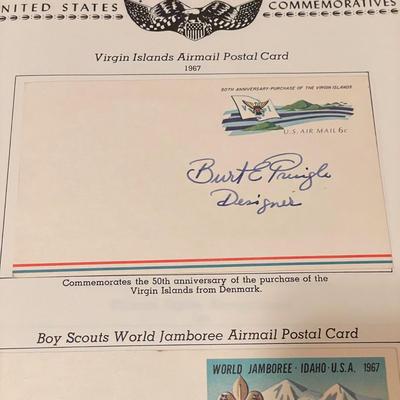 UNITED STATES COMMEMORATIVES
Virgin Islands Airmail Postal Card
1967
50TH ANNIVERSARY·PURCHASE OF THE VIRGIN ISLANDS
V I
U.S. AIR MAIL 6c
Burt E Pringle
Designer
Commemorates the 50th anniversary of the purchase of the
Virgin Islands from Denmark.
Boy Scouts World Jamboree Airmail Postal Card
WORLD JAMBOREE · IDAHO · U.S.A. 1967